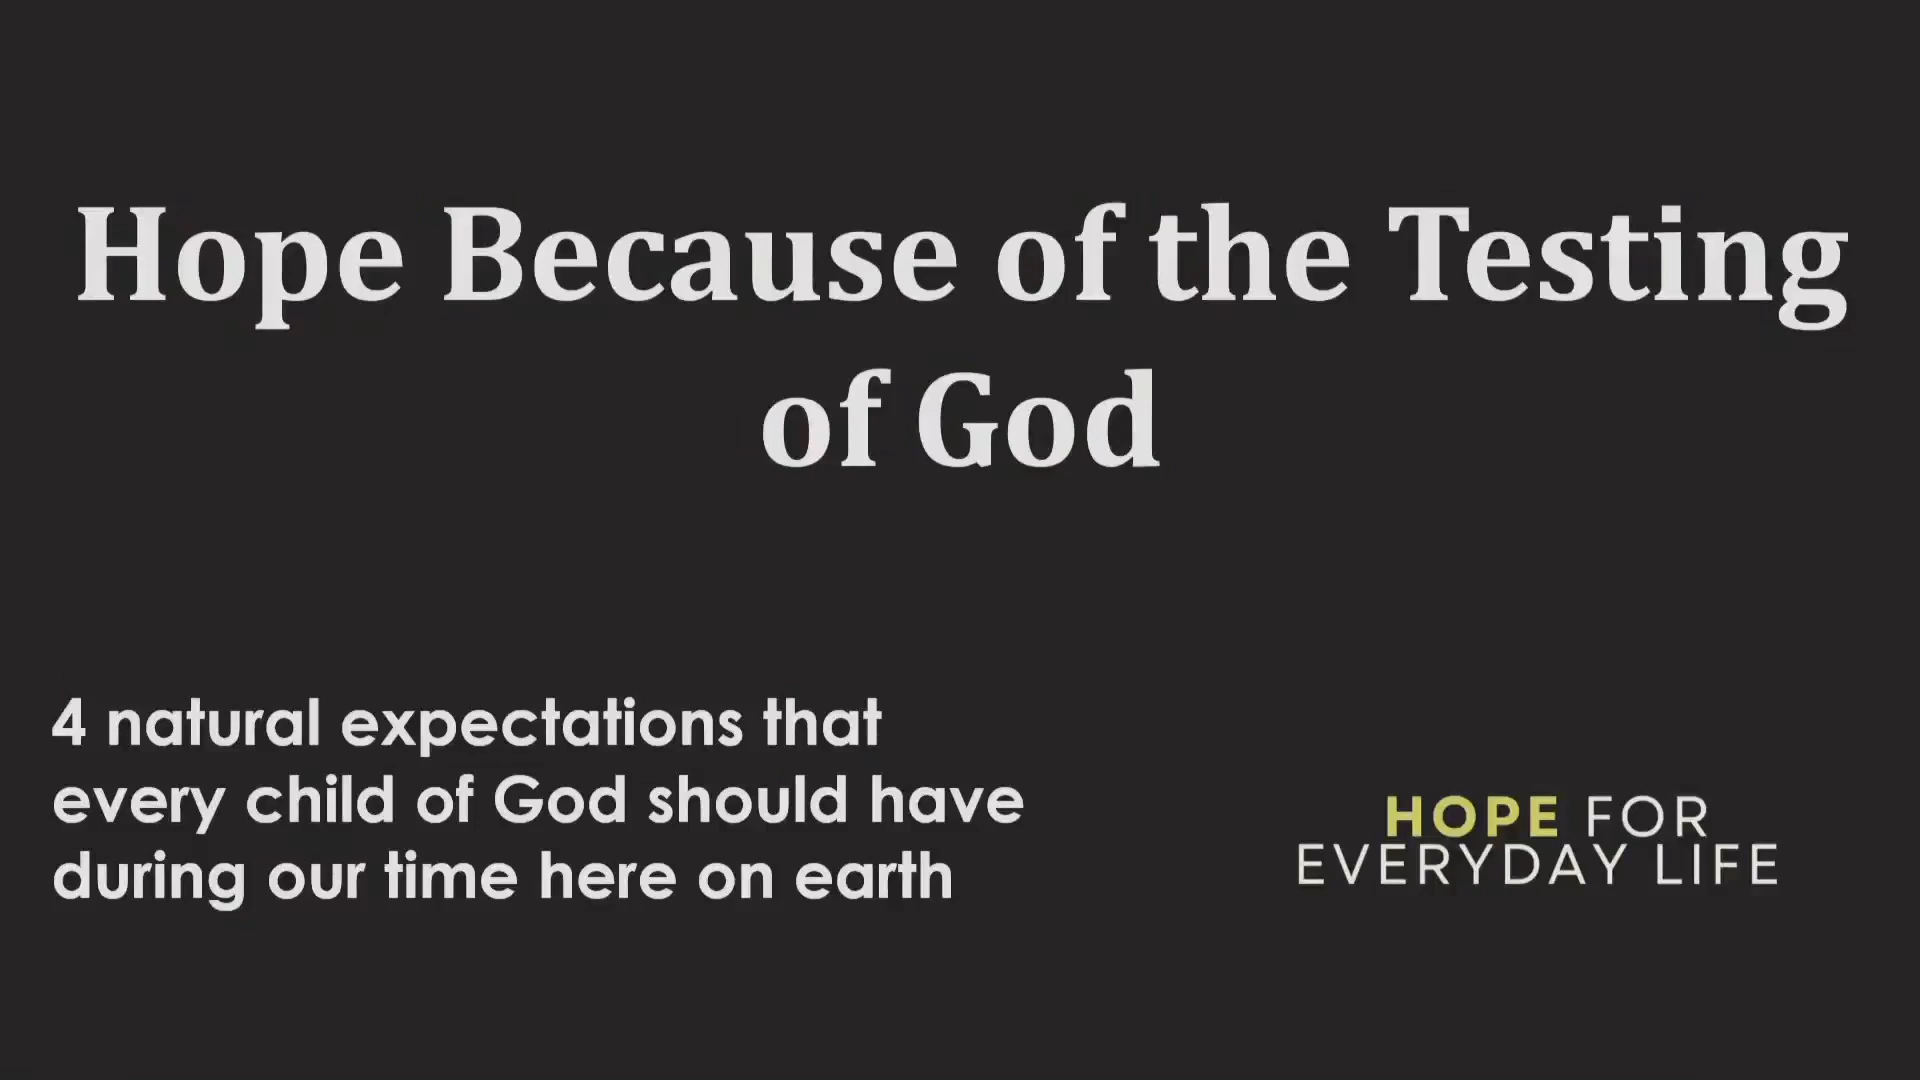 Hope Because of the Testing
of God
4 natural expectations that
every child of God should have
during our time here on earth
HOPE FOR
EVERYDAY LIFE